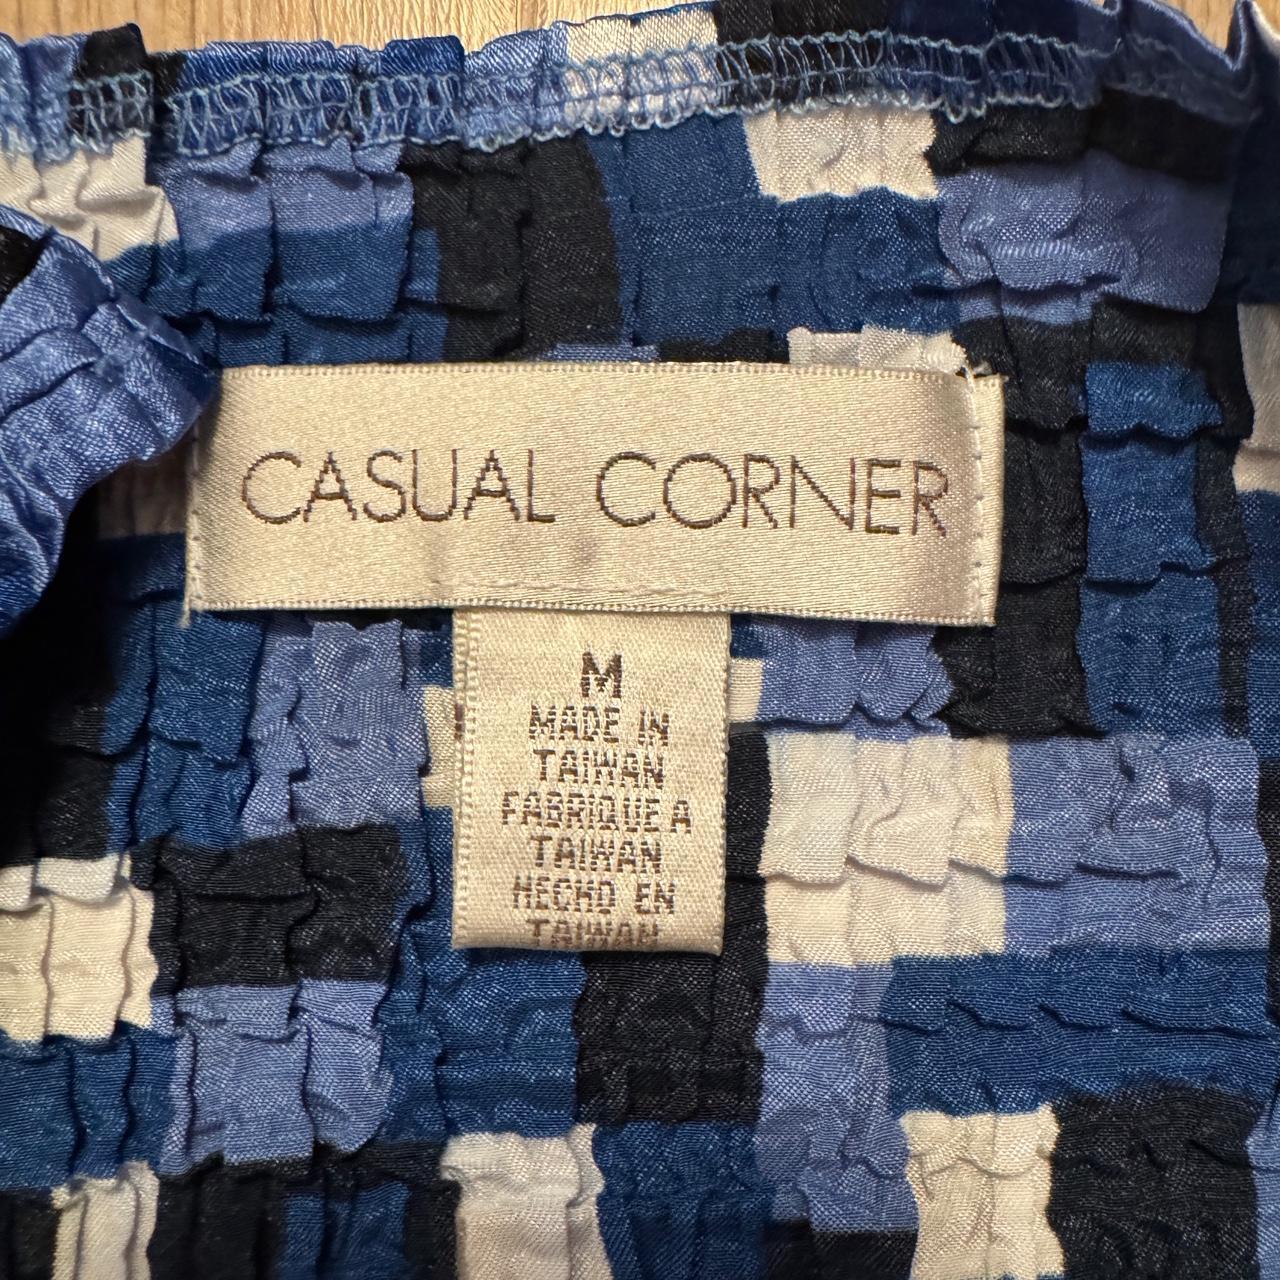 CASUAL CORNER
M
MADE IN
TAIWAN
FABRIQUE A
TAIWAN
HECHO EN
TAIWAN